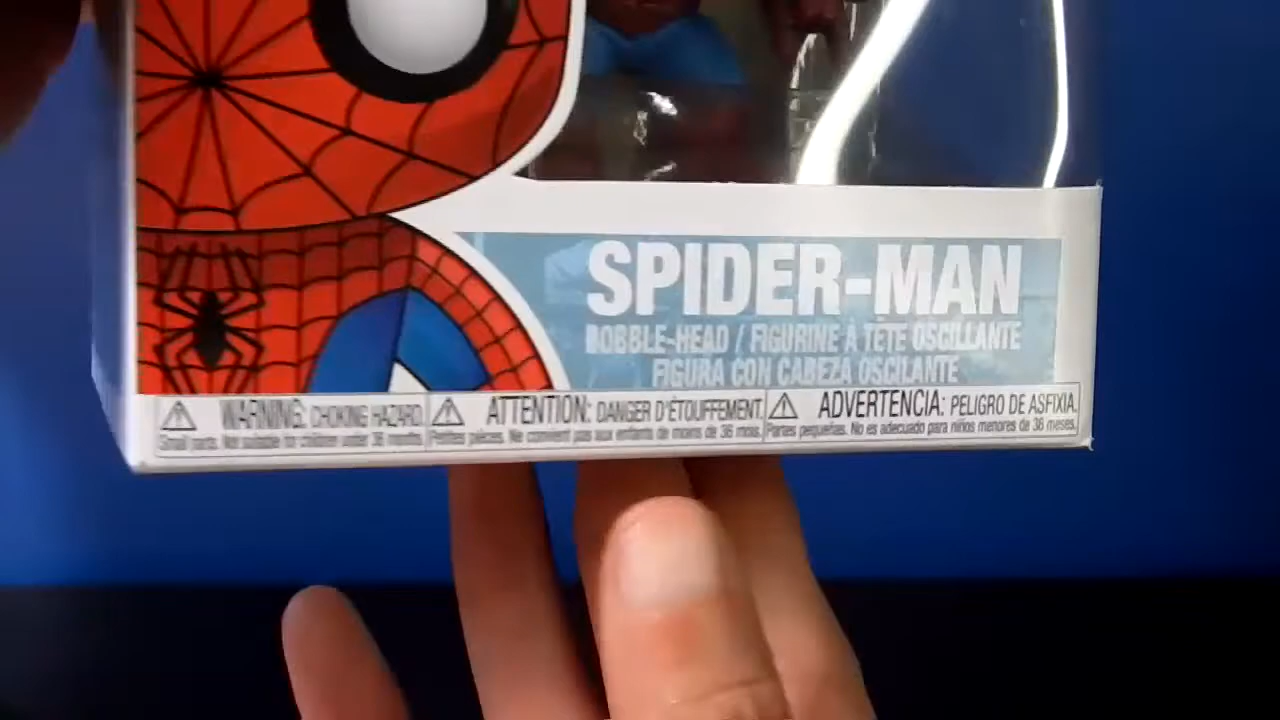 SPIDER-MAN
BOBBLE-HEAD / FIGURINE À TÊTE OSCILLANTE
FIGURA CON CABEZA OSCILANTE
WARNING: CHOKING HAZARD.
Small parts. Not suitable for children under 36 months.
ATTENTION: DANGER D'ÉTOUFFEMENT.
Petites pièces. Ne convient pas aux enfants de moins de 36 mois.
ADVERTENCIA: PELIGRO DE ASFIXIA.
Partes pequeñas. No es adecuado para niños menores de 36 meses.